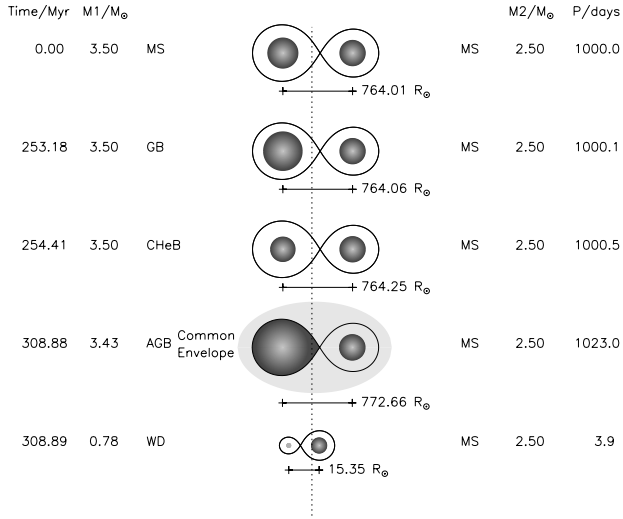 Time/Myr M1/M☉ M2/M☉ P/days
0.00 3.50 MS MS 2.50 1000.0
764.01 R☉
253.18 3.50 GB MS 2.50 1000.1
764.06 R☉
254.41 3.50 CHeB MS 2.50 1000.5
764.25 R☉
308.88 3.43 AGB Common Envelope MS 2.50 1023.0
772.66 R☉
308.89 0.78 WD MS 2.50 3.9
15.35 R☉